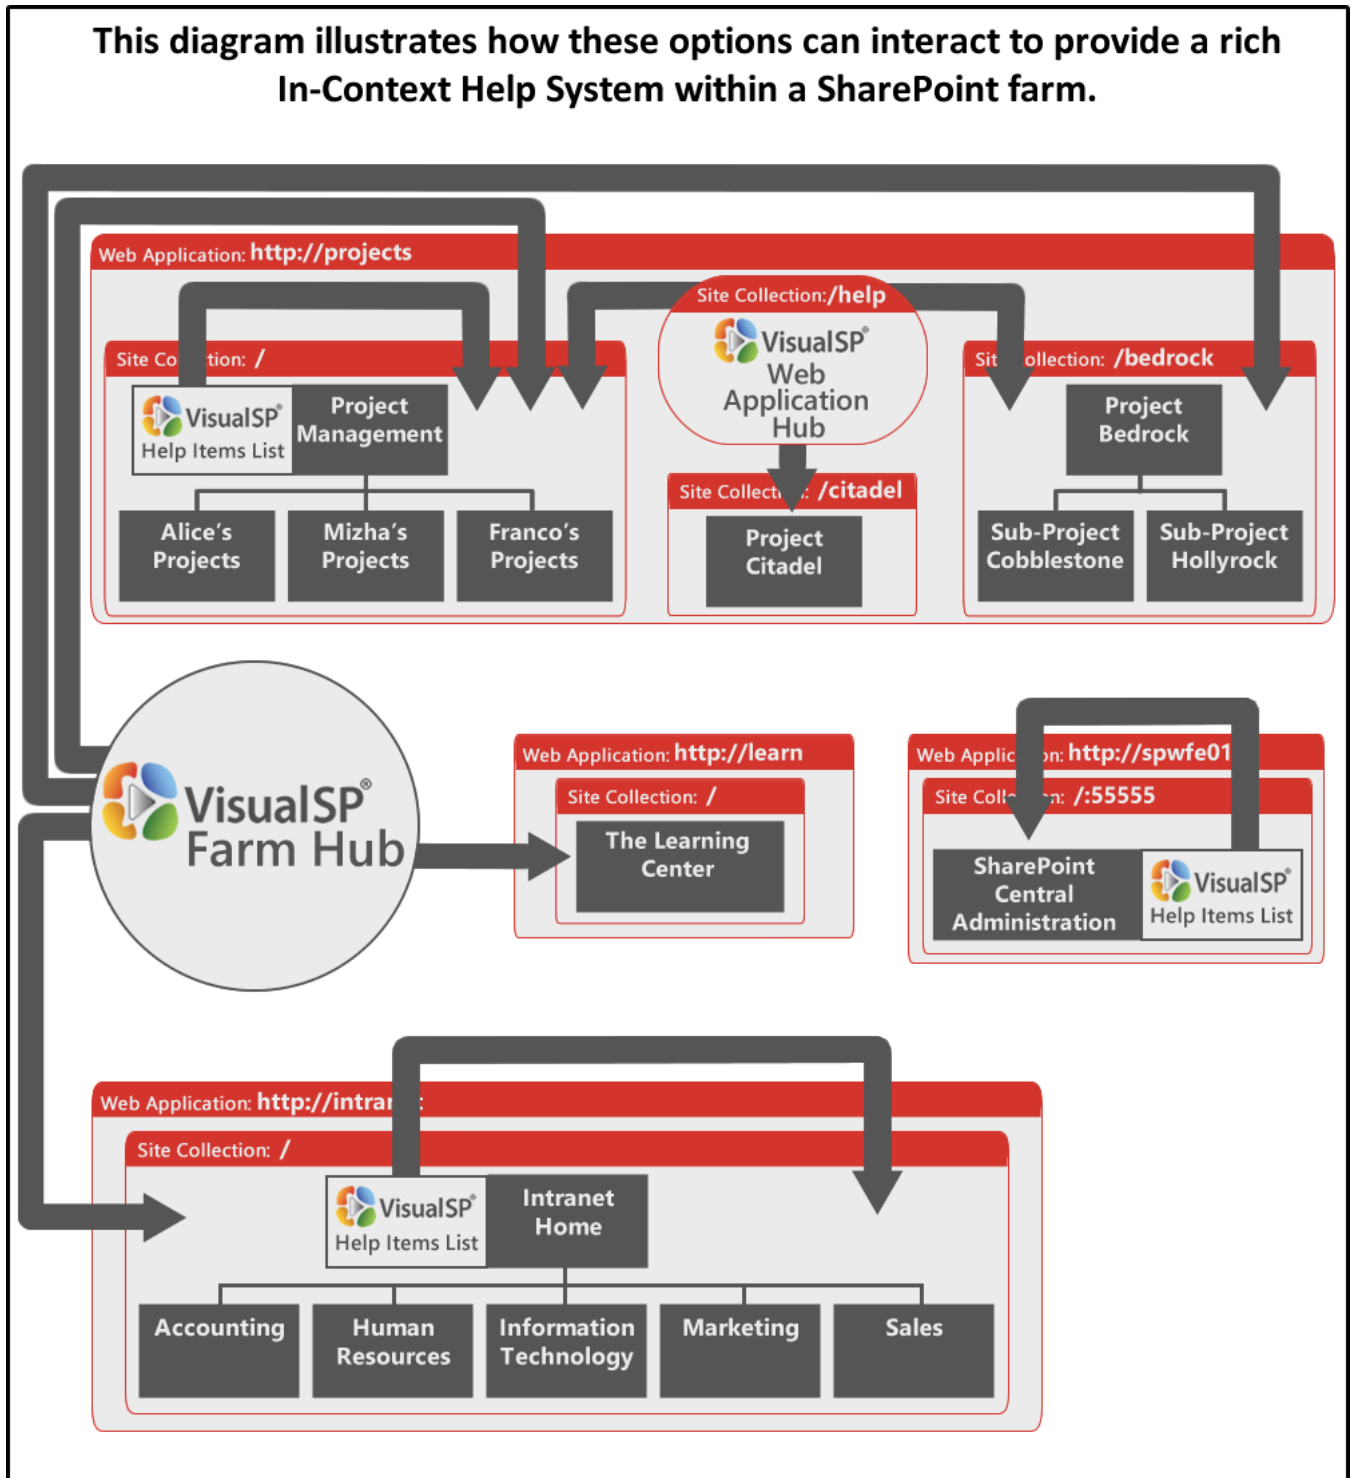 This diagram illustrates how these options can interact to provide a rich
In-Context Help System within a SharePoint farm.
Web Application: http://projects
Site Collection:/help
VisualSP®
Web
Application
Hub
Site Co tion: /
VisualSP®
Help Items List
Project
Management
Alice's
Projects
Mizha's
Projects
Franco's
Projects
Site Collect : /citadel
Project
Citadel
Sit ollection: /bedrock
Project
Bedrock
Sub-Project
Cobblestone
Sub-Project
Hollyrock
VisualSP®
Farm Hub
Web Application: http://learn
Site Collection: /
The Learning
Center
Web Applic n: http://spwfe01
Site Coll n: /:55555
SharePoint
Central
Administration
VisualSP®
Help Items List
Web Application: http://intra
Site Collection: /
VisualSP®
Help Items List
Intranet
Home
Accounting
Human
Resources
Information
Technology
Marketing
Sales